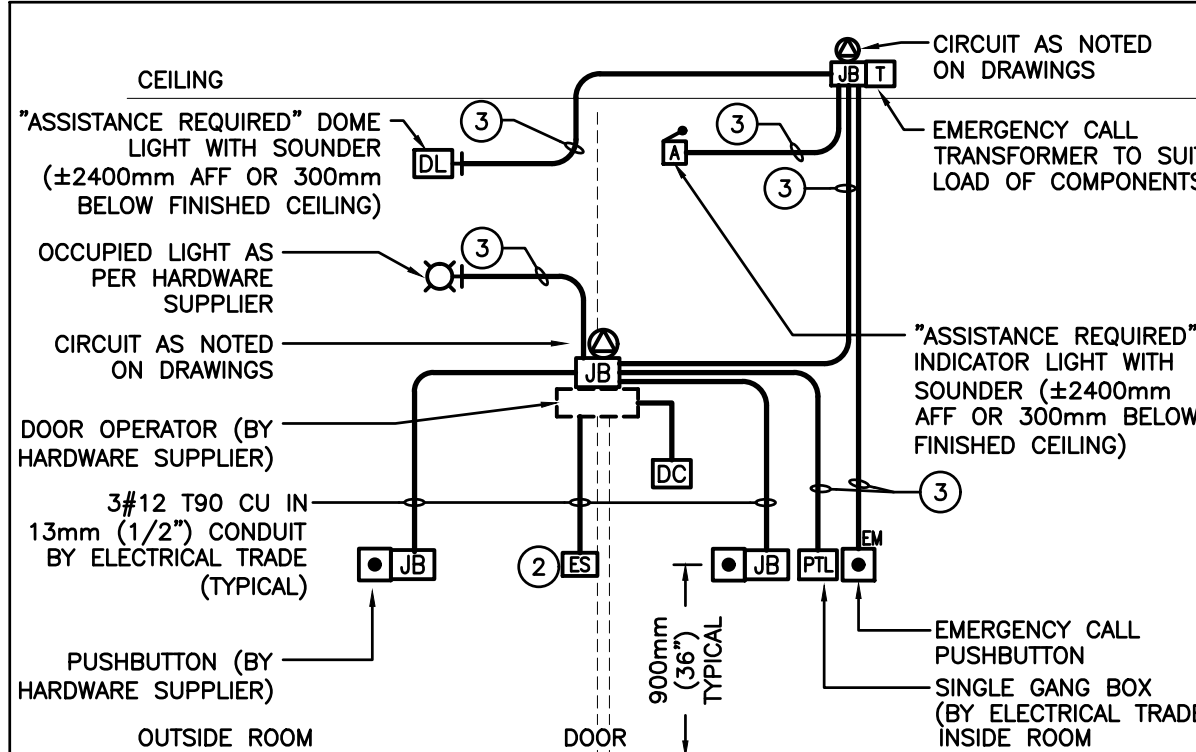 CIRCUIT AS NOTED
ON DRAWINGS
CEILING
JB
T
"ASSISTANCE REQUIRED" DOME
LIGHT WITH SOUNDER
(±2400mm AFF OR 300mm
BELOW FINISHED CEILING)
3
DL
3
A
3
EMERGENCY CALL
TRANSFORMER TO SUIT
LOAD OF COMPONENTS
OCCUPIED LIGHT AS
PER HARDWARE
SUPPLIER
3
CIRCUIT AS NOTED
ON DRAWINGS
JB
"ASSISTANCE REQUIRED"
INDICATOR LIGHT WITH
SOUNDER (±2400mm
AFF OR 300mm BELOW
FINISHED CEILING)
DOOR OPERATOR (BY
HARDWARE SUPPLIER)
DC
3
3#12 T90 CU IN
13mm (1/2") CONDUIT
BY ELECTRICAL TRADE
(TYPICAL)
JB
2
ES
JB
PTL
EM
900mm
(36")
TYPICAL
EMERGENCY CALL
PUSHBUTTON
PUSHBUTTON (BY
HARDWARE SUPPLIER)
SINGLE GANG BOX
(BY ELECTRICAL TRADE
OUTSIDE ROOM
DOOR
INSIDE ROOM